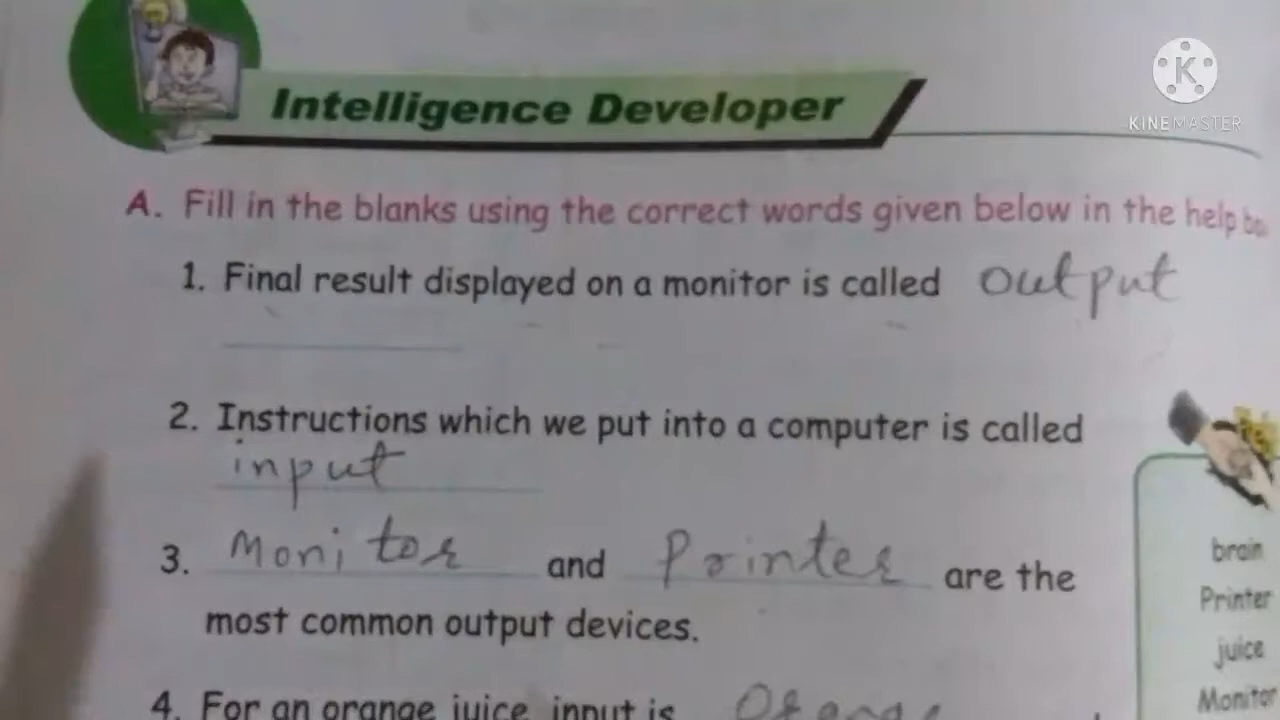 Intelligence Developer
K
KINEMASTER
A. Fill in the blanks using the correct words given below in the help
1. Final result displayed on a monitor is called output
2. Instructions which we put into a computer is called
input
3. Monitor and Printer are the
most common output devices.
brain
Printer
juice
Monitor
4. For an orange juice input is Orange